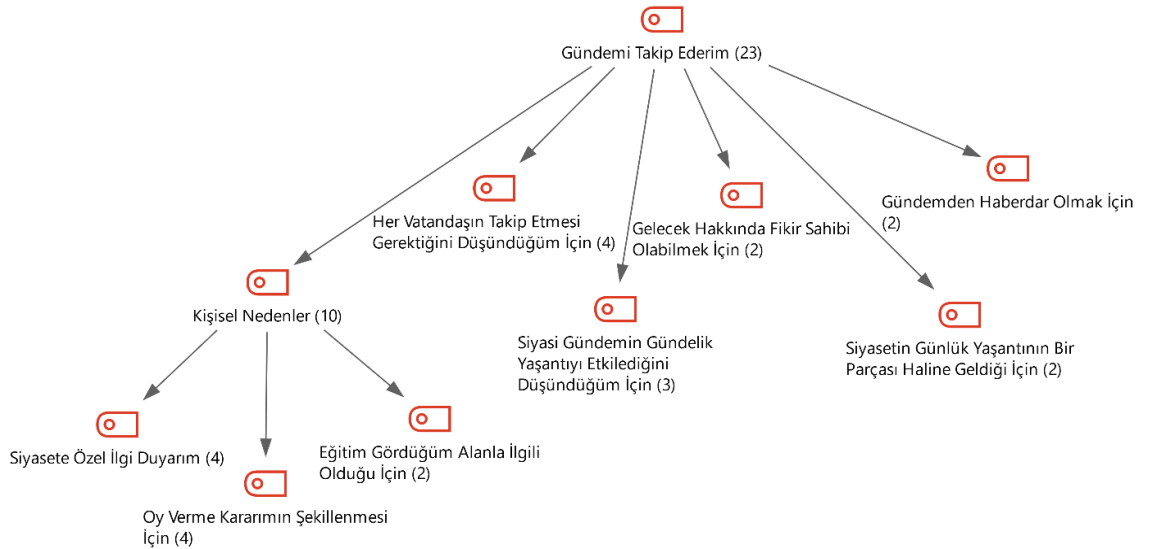 Gündemi Takip Ederim (23)
Her Vatandaşın Takip Etmesi
Gerektiğini Düşündüğüm İçin (4)
Gelecek Hakkında Fikir Sahibi
Olabilmek İçin (2)
Gündemden Haberdar Olmak İçin
(2)
Kişisel Nedenler (10)
Siyasi Gündemin Gündelik
Yaşantıyı Etkilediğini
Düşündüğüm İçin (3)
Siyasetin Günlük Yaşantının Bir
Parçası Haline Geldiği İçin (2)
Siyasete Özel İlgi Duyarım (4)
Eğitim Gördüğüm Alanla İlgili
Olduğu İçin (2)
Oy Verme Kararımın Şekillenmesi
İçin (4)